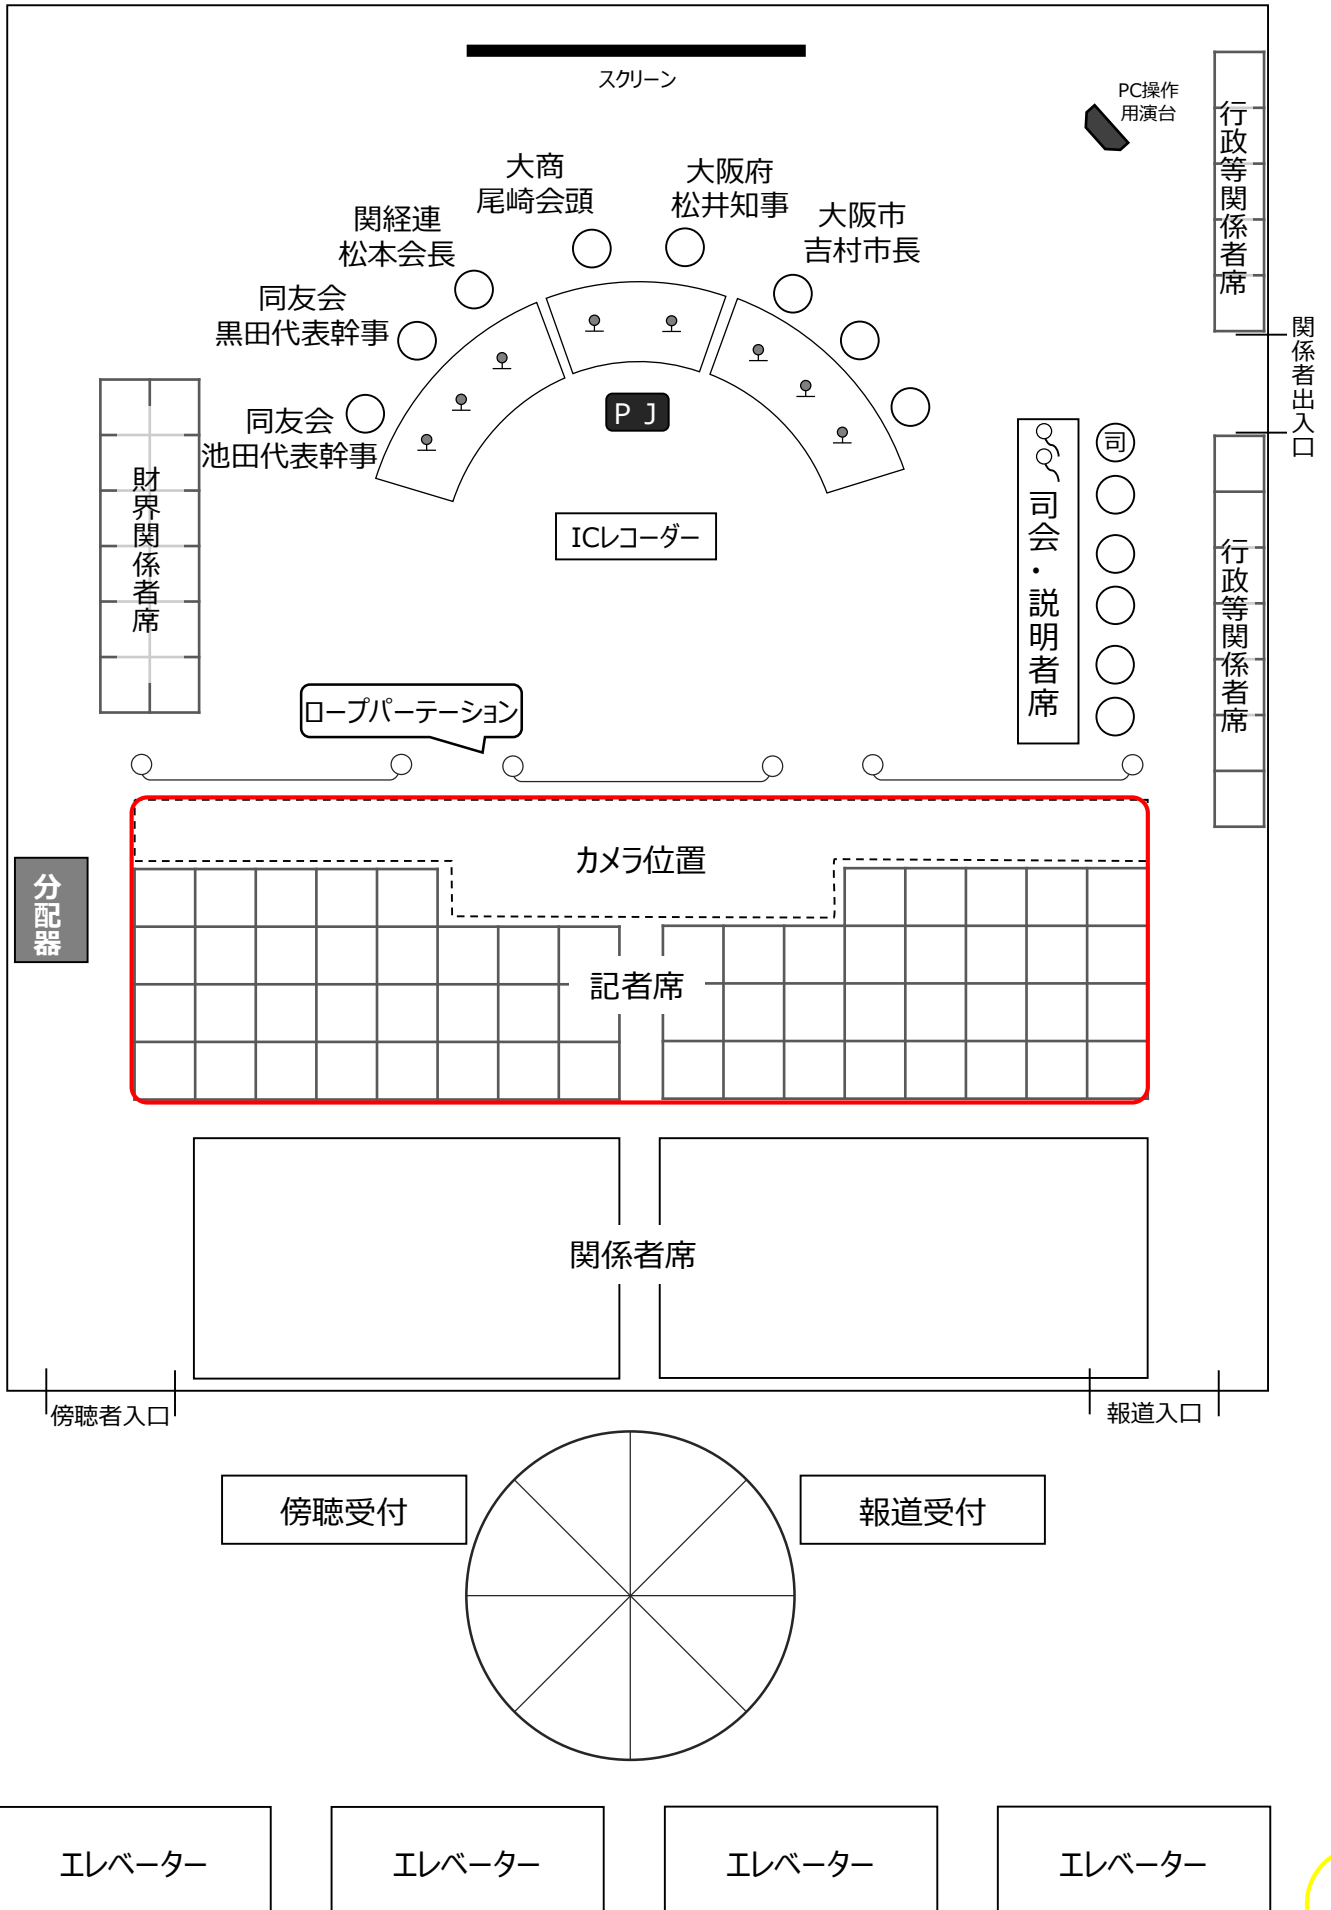 スクリーン
PC操作
用演台
行政等関係者席
大商
尾崎会頭
大阪府
松井知事
大阪市
吉村市長
関経連
松本会長
同友会
黒田代表幹事
同友会
池田代表幹事
関係者出入口
PJ
司
財界関係者席
ICレコーダー
司会・説明者席
行政等関係者席
ロープパーテーション
カメラ位置
分配器
記者席
関係者席
傍聴者入口
報道入口
傍聴受付
報道受付
エレベーター
エレベーター
エレベーター
エレベーター